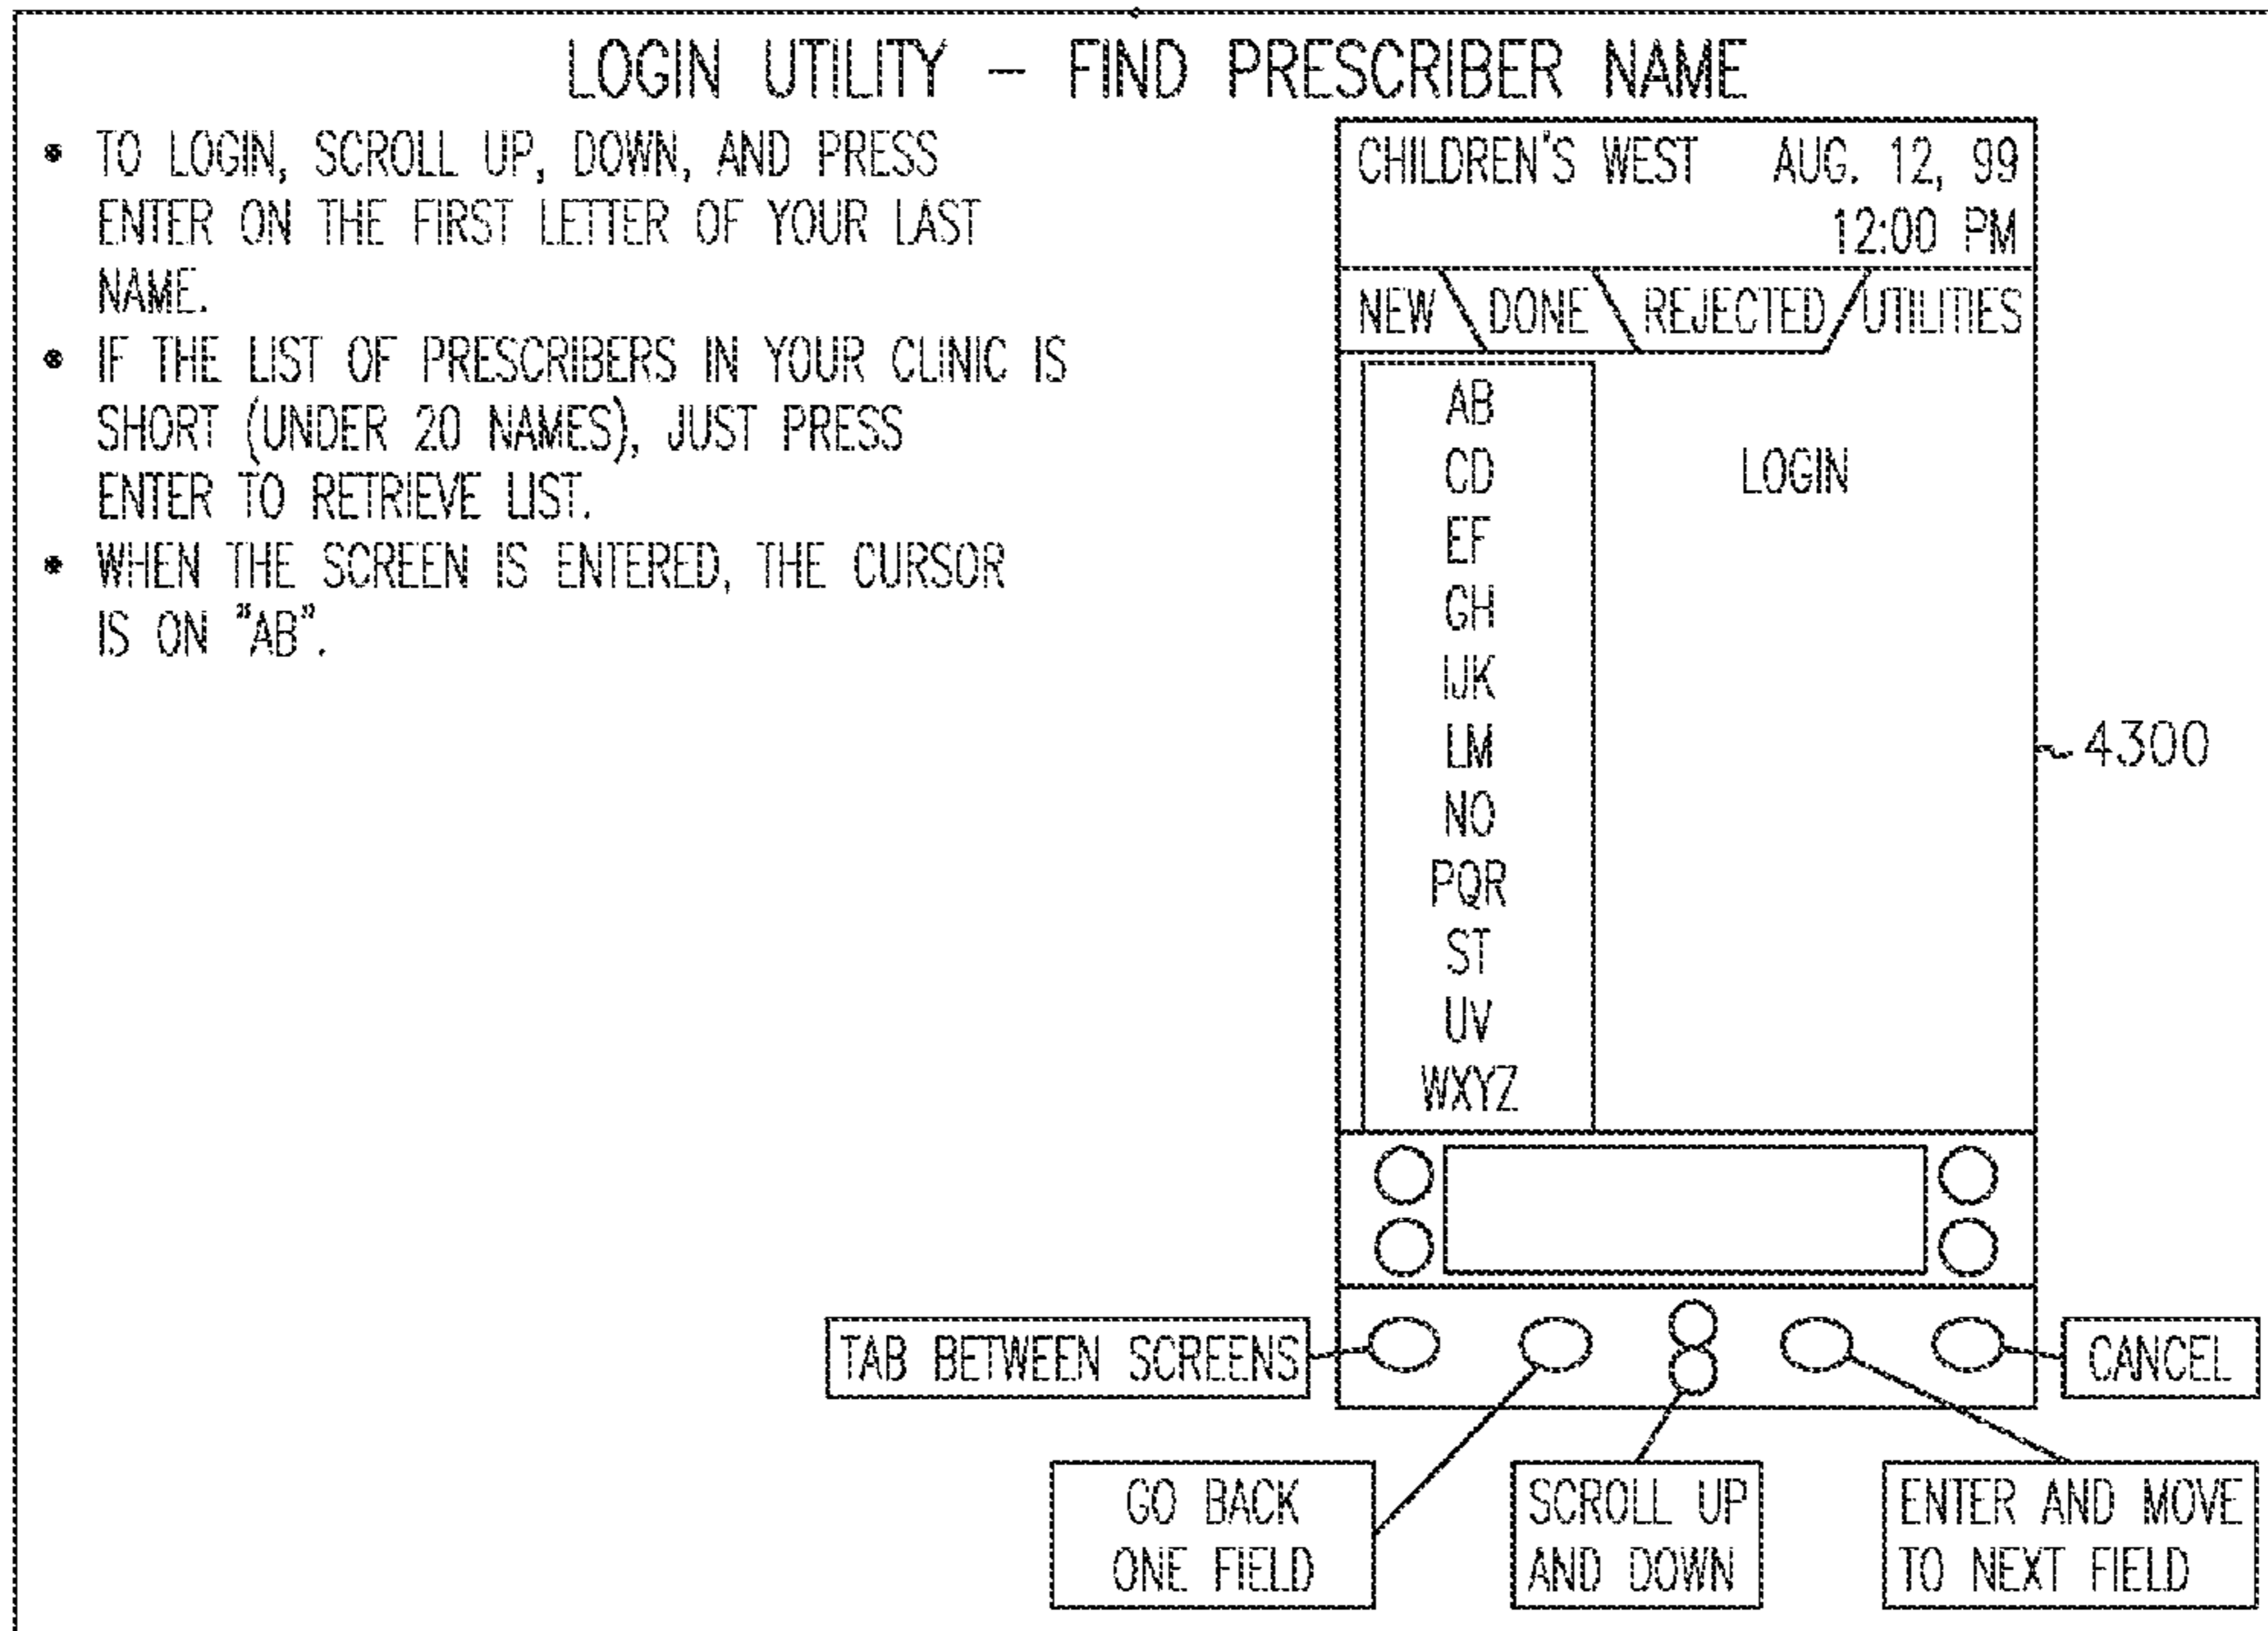 LOGIN UTILITY – FIND PRESCRIBER NAME
• TO LOGIN, SCROLL UP, DOWN, AND PRESS
ENTER ON THE FIRST LETTER OF YOUR LAST
NAME.
• IF THE LIST OF PRESCRIBERS IN YOUR CLINIC IS
SHORT (UNDER 20 NAMES), JUST PRESS
ENTER TO RETRIEVE LIST.
• WHEN THE SCREEN IS ENTERED, THE CURSOR
IS ON "AB".
CHILDREN'S WEST AUG. 12, 99
12:00 PM
NEW DONE REJECTED UTILITIES
AB
CD
EF
GH
IJK
LM
NO
PQR
ST
UV
WXYZ
LOGIN
4300
TAB BETWEEN SCREENS
CANCEL
GO BACK
ONE FIELD
SCROLL UP
AND DOWN
ENTER AND MOVE
TO NEXT FIELD